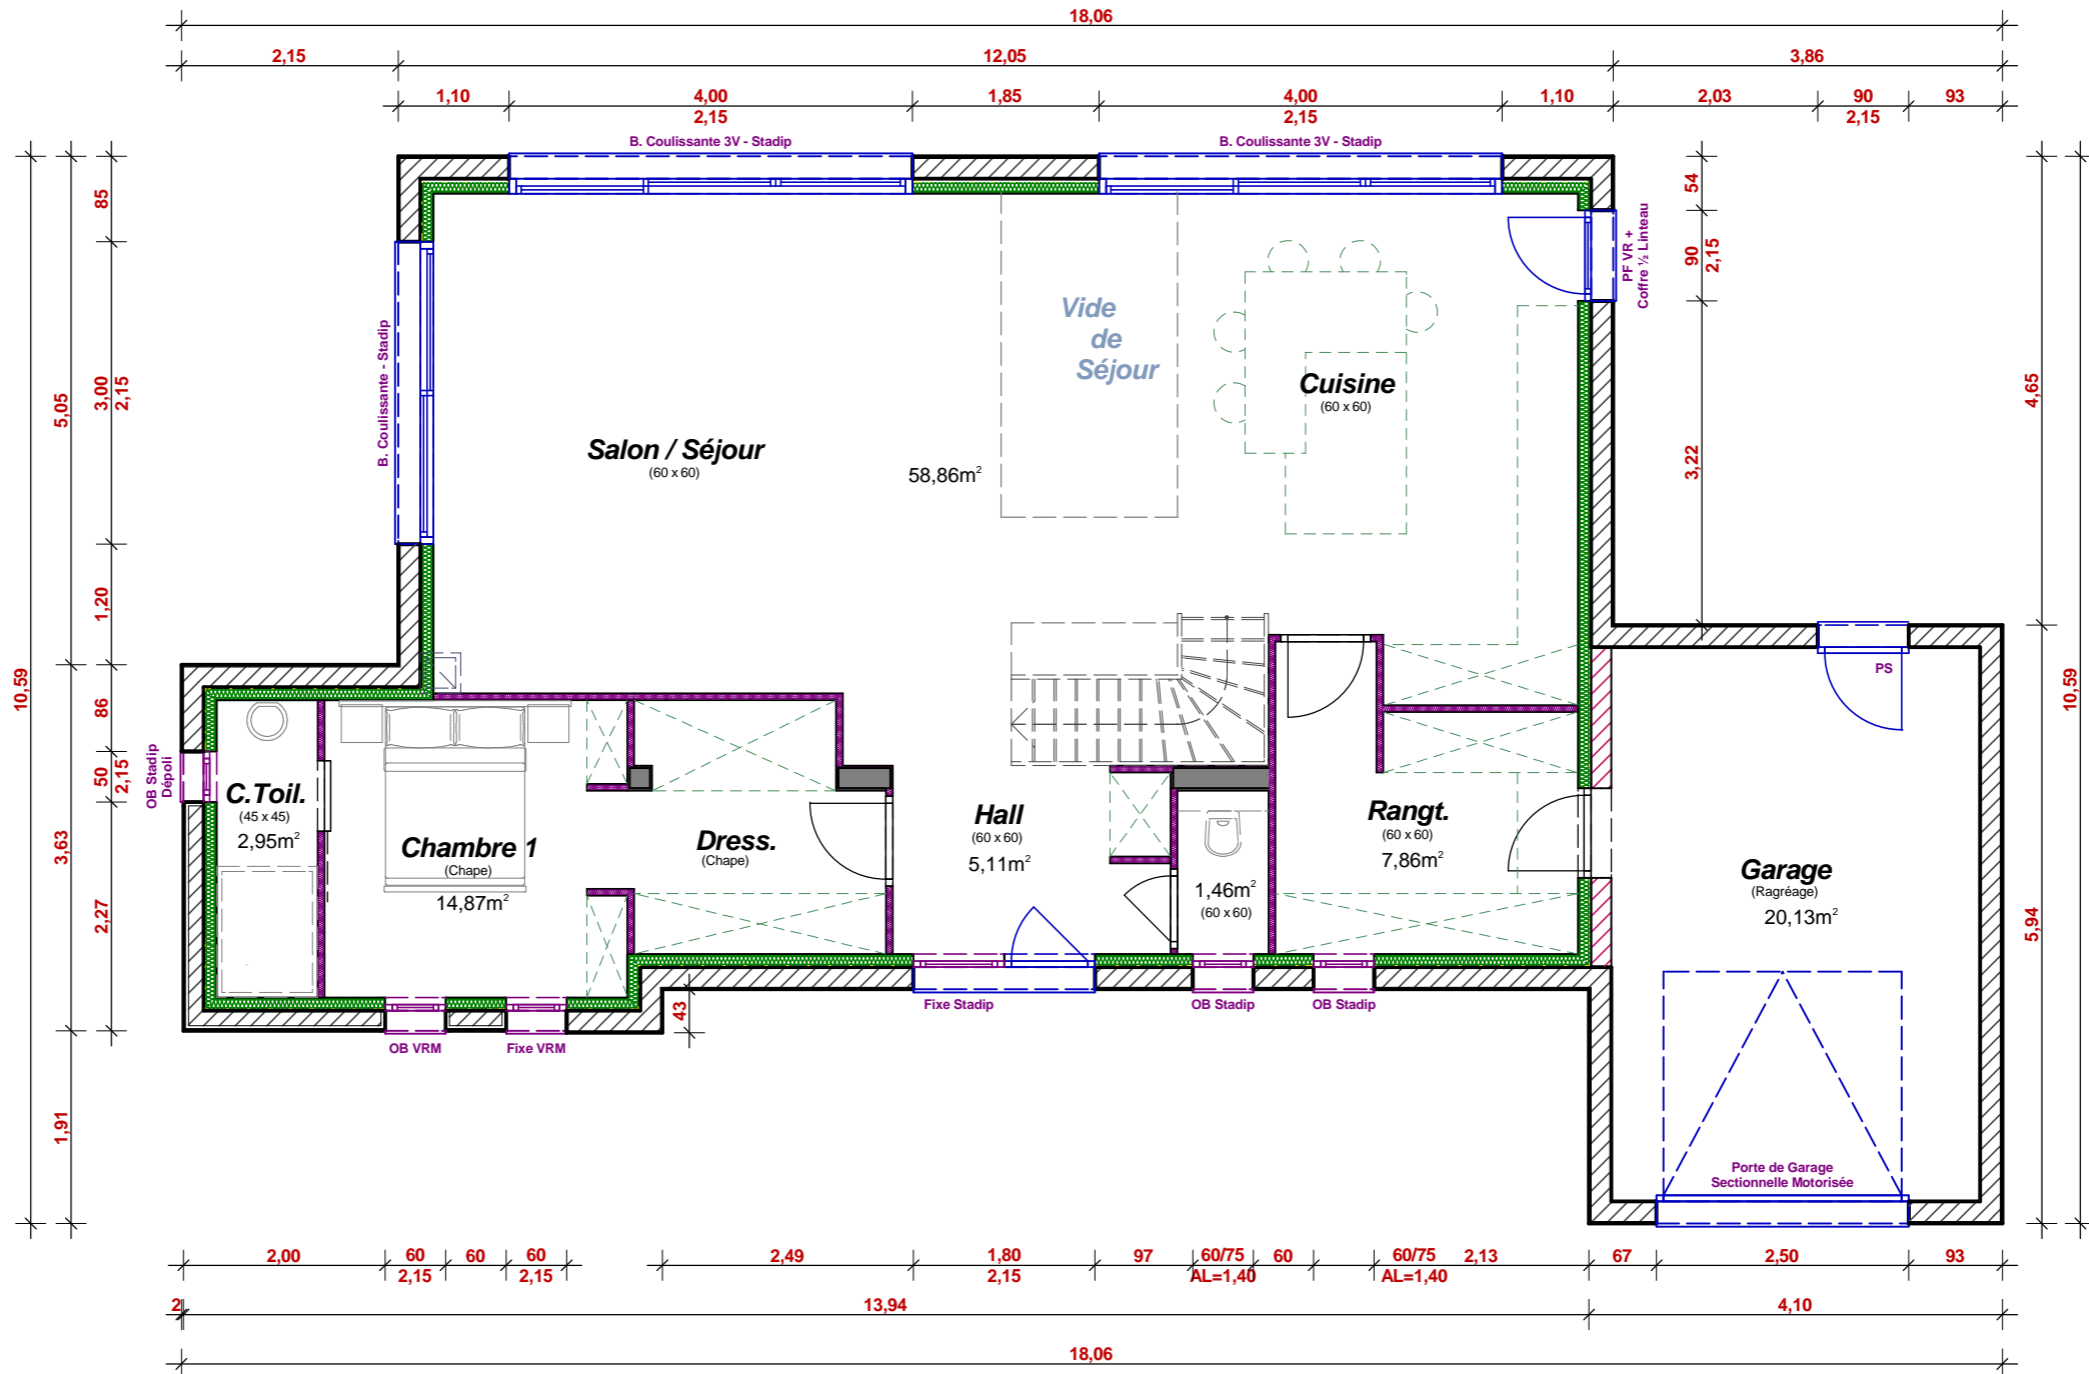 18,06
2,15
12,05
3,86
1,10
4,00
1,85
4,00
1,10
2,03
90
93
2,15
2,15
2,15
B. Coulissante 3V - Stadip
B. Coulissante 3V - Stadip
85
3,00
2,15
1,20
86
50
2,15
2,27
5,05
3,63
1,91
10,59
B. Coulissante - Stadip
OB Stadip
Dépoli
54
90
2,15
3,22
PF VR +
Coffre ½ Linteau
4,65
5,94
10,59
Vide
de
Séjour
Cuisine
(60 x 60)
Salon / Séjour
(60 x 60)
58,86m²
PS
C.Toil.
(45 x 45)
2,95m²
Chambre 1
(Chape)
14,87m²
Dress.
(Chape)
Hall
(60 x 60)
5,11m²
1,46m²
(60 x 60)
Rangt.
(60 x 60)
7,86m²
Garage
(Ragréage)
20,13m²
Porte de Garage
Sectionnelle Motorisée
43
Fixe Stadip
OB Stadip
OB Stadip
OB VRM
Fixe VRM
2,00
60
60
60
2,49
1,80
97
60/75
60
60/75
2,13
67
2,50
93
2,15
2,15
2,15
AL=1,40
AL=1,40
2
13,94
4,10
18,06